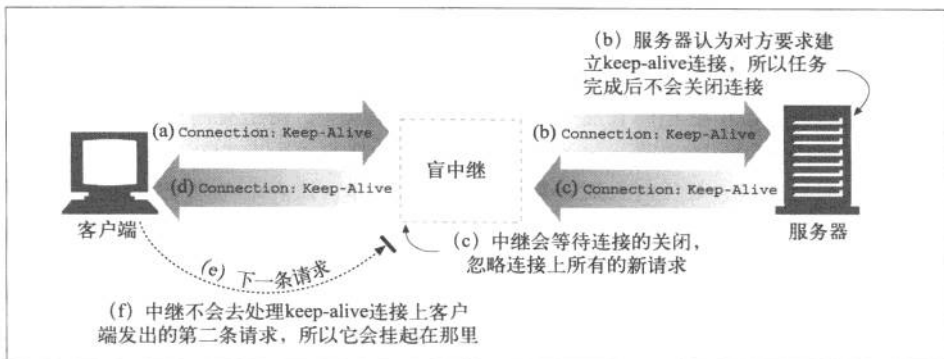 (b) 服务器认为对方要求建
立keep-alive连接，所以任务
完成后不会关闭连接
(a) Connection: Keep-Alive
(b) Connection: Keep-Alive
盲中继
(d) Connection: Keep-Alive
(c) Connection: Keep-Alive
客户端
服务器
(c) 中继会等待连接的关闭，
忽略连接上所有的新请求
(e) 下一条请求
(f) 中继不会去处理keep-alive连接上客户
端发出的第二条请求，所以它会挂起在那里